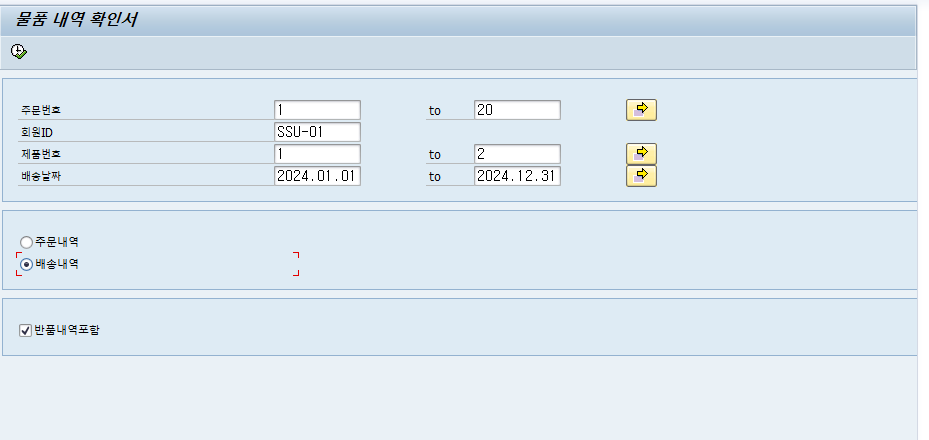 물품 내역 확인서
주문번호 1 to 20
회원ID SSU-01
제품번호 1 to 2
배송날짜 2024.01.01 to 2024.12.31
주문내역
배송내역
반품내역포함